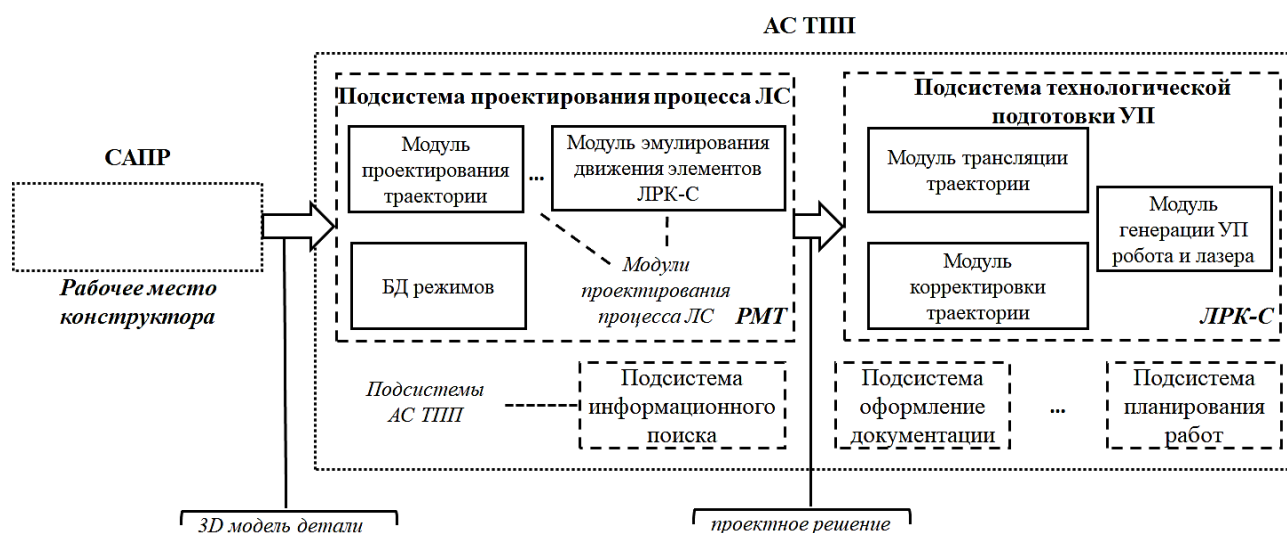 АС ТПП
САПР
Рабочее место
конструктора
Подсистема проектирования процесса ЛС
Модуль
проектирования
траектории
...
Модуль эмулирования
движения элементов
ЛРК-С
БД режимов
Модули
проектирования
процесса ЛС
РМТ
Подсистема технологической
подготовки УП
Модуль трансляции
траектории
Модуль
генерации УП
робота и лазера
Модуль
корректировки
траектории
ЛРК-С
Подсистемы
АС ТПП
Подсистема
информационного
поиска
Подсистема
оформление
документации
...
Подсистема
планирования
работ
3D модель детали
проектное решение